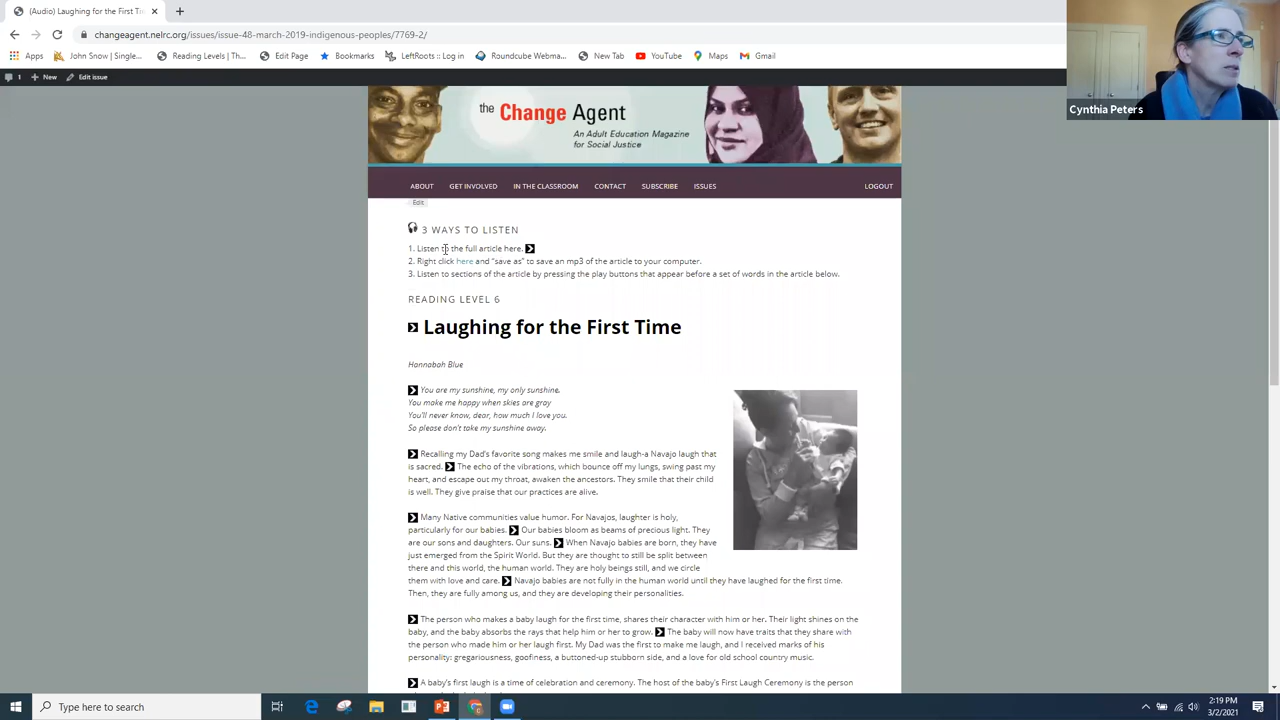 (Audio) Laughing for the First Ti
changeagent.nelrc.org/issues/issue-48-march-2019-indigenous-peoples/7769-2/
Apps John Snow | Single... Reading Levels | Th... Edit Page Bookmarks LeftRoots :: Log in Roundcube Webma... New Tab YouTube Maps Gmail
1 New Edit issue
Cynthia Peters
the Change Agent
An Adult Education Magazine
for Social Justice
ABOUT GET INVOLVED IN THE CLASSROOM CONTACT SUBSCRIBE ISSUES LOGOUT
Edit
3 WAYS TO LISTEN
1. Listen to the full article here.
2. Right click here and “save as” to save an mp3 of the article to your computer.
3. Listen to sections of the article by pressing the play buttons that appear before a set of words in the article below.
READING LEVEL 6
Laughing for the First Time
Hannabah Blue
You are my sunshine, my only sunshine.
You make me happy when skies are gray
You'll never know, dear, how much I love you.
So please don't take my sunshine away.
Recalling my Dad's favorite song makes me smile and laugh-a Navajo laugh that
is sacred. The echo of the vibrations, which bounce off my lungs, swing past my
heart, and escape out my throat, awaken the ancestors. They smile that their child
is well. They give praise that our practices are alive.
Many Native communities value humor. For Navajos, laughter is holy,
particularly for our babies. Our babies bloom as beams of precious light. They
are our sons and daughters. Our suns. When Navajo babies are born, they have
just emerged from the Spirit World. But they are thought to still be split between
there and this world, the human world. They are holy beings still, and we circle
them with love and care. Navajo babies are not fully in the human world until they have laughed for the first time.
Then, they are fully among us, and they are developing their personalities.
The person who makes a baby laugh for the first time, shares their character with him or her. Their light shines on the
baby, and the baby absorbs the rays that help him or her to grow. The baby will now have traits that they share with
the person who made him or her laugh first. My Dad was the first to make me laugh, and I received marks of his
personality: gregariousness, goofiness, a buttoned-up stubborn side, and a love for old school country music.
A baby's first laugh is a time of celebration and ceremony. The host of the baby's First Laugh Ceremony is the person
Type here to search
2:19 PM
3/2/2021